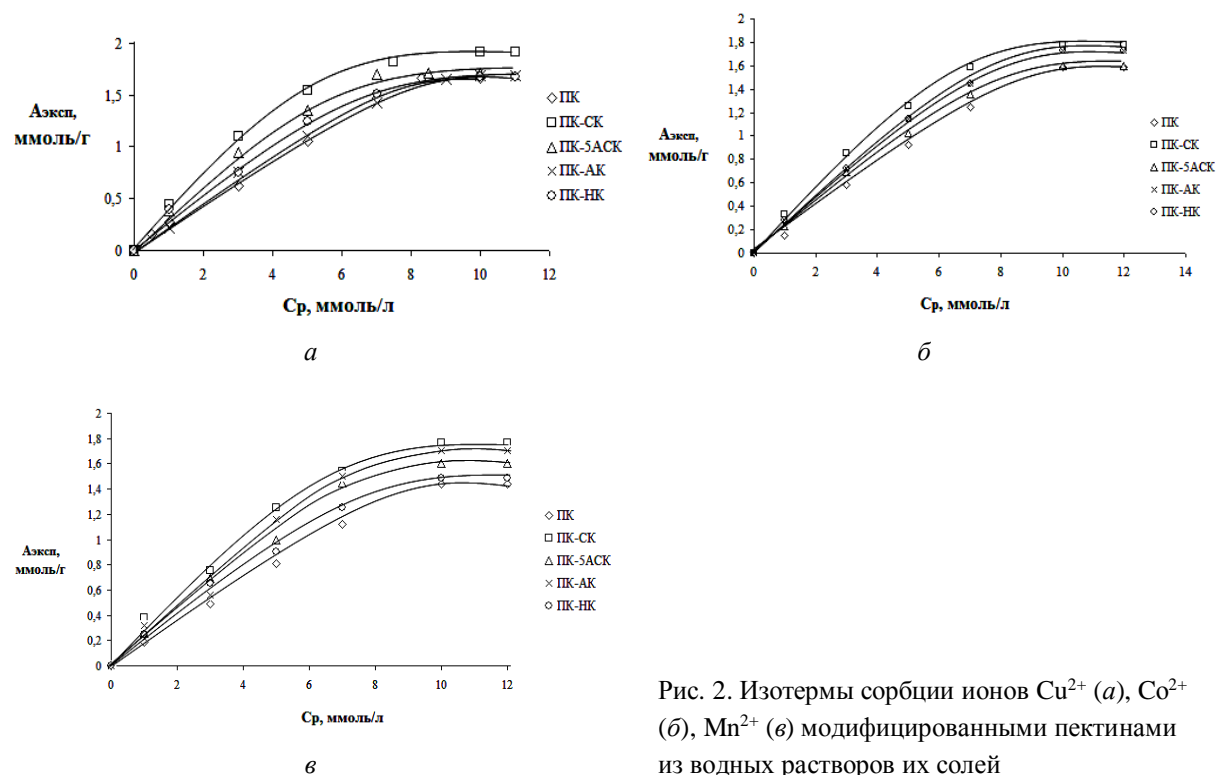 2
1,5
1
0,5
0
0
2
4
6
8
10
12
Аэксп,
ммоль/г
Ср, ммоль/л
ПК
ПК-СК
ПК-5АСК
ПК-АК
ПК-НК
а
2
1,8
1,6
1,4
1,2
1
0,8
0,6
0,4
0,2
0
0
2
4
6
8
10
12
14
Аэксп,
ммоль/г
Ср, ммоль/л
ПК
ПК-СК
ПК-5АСК
ПК-АК
ПК-НК
б
2
1,8
1,6
1,4
1,2
1
0,8
0,6
0,4
0,2
0
0
2
4
6
8
10
12
Аэксп,
ммоль/г
Ср, ммоль/л
ПК
ПК-СК
ПК-5АСК
ПК-АК
ПК-НК
в
Рис. 2. Изотермы сорбции ионов Cu²⁺ (а), Co²⁺
(б), Mn²⁺ (в) модифицированными пектинами
из водных растворов их солей